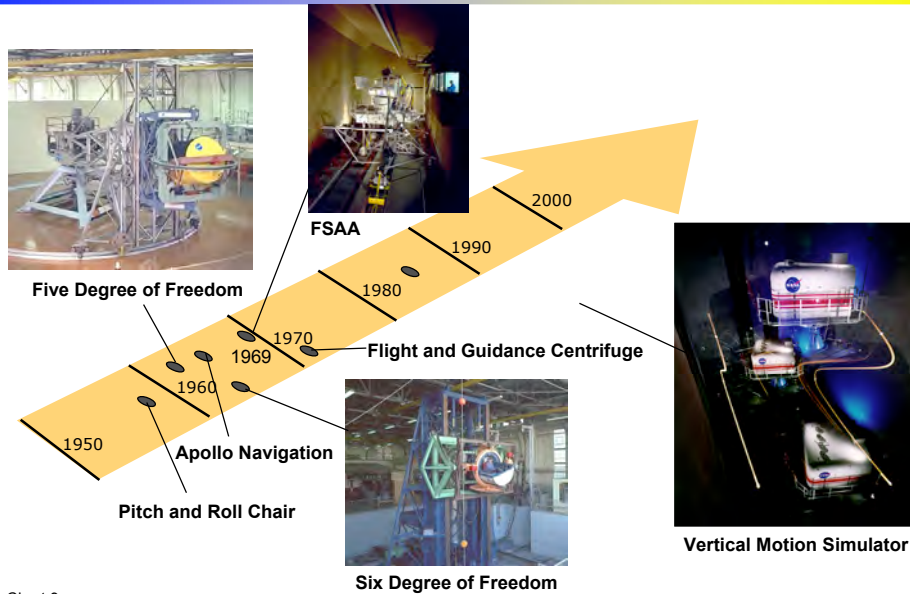 FSAA
Five Degree of Freedom
2000
1990
1980
1970
1969
Flight and Guidance Centrifuge
1960
1950
Apollo Navigation
Pitch and Roll Chair
Six Degree of Freedom
Vertical Motion Simulator
NASA